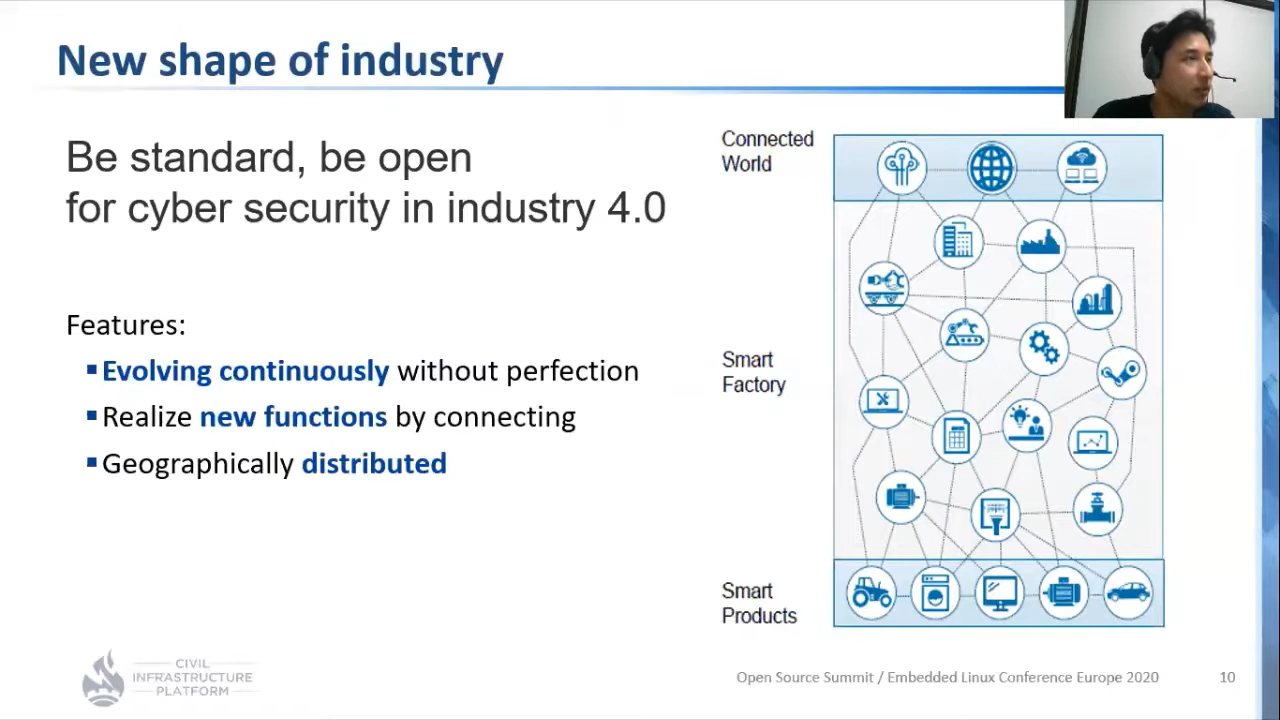 New shape of industry
Be standard, be open
for cyber security in industry 4.0
Features:
▪Evolving continuously without perfection
▪Realize new functions by connecting
▪Geographically distributed
Connected
World
Smart
Factory
Smart
Products
CIVIL
INFRASTRUCTURE
PLATFORM
Open Source Summit / Embedded Linux Conference Europe 2020
10